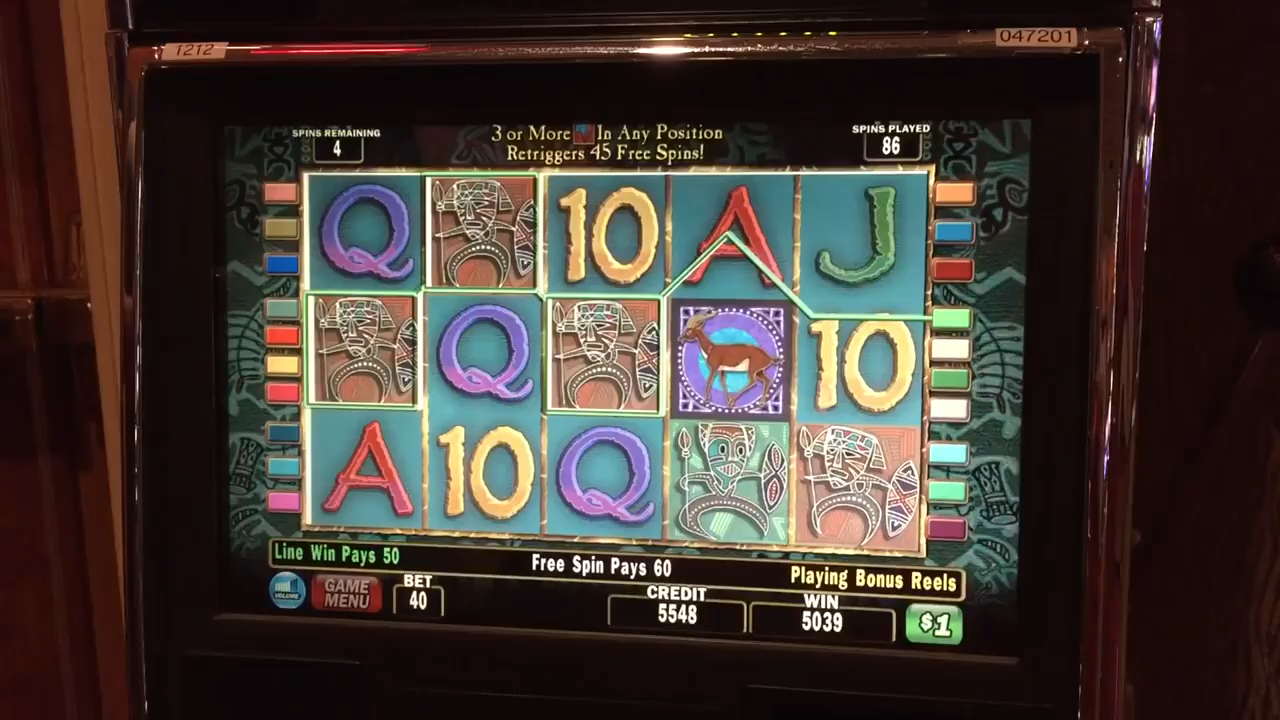 T212
047201
SPINS REMAINING
4
3 or More In Any Position
Retriggers 45 Free Spins!
SPINS PLAYED
86
Q 10 A J
Q 10
A 10 Q
Line Win Pays 50
Free Spin Pays 60
Playing Bonus Reels
VOLUME
GAME MENU
BET
40
CREDIT
5548
WIN
5039
$1